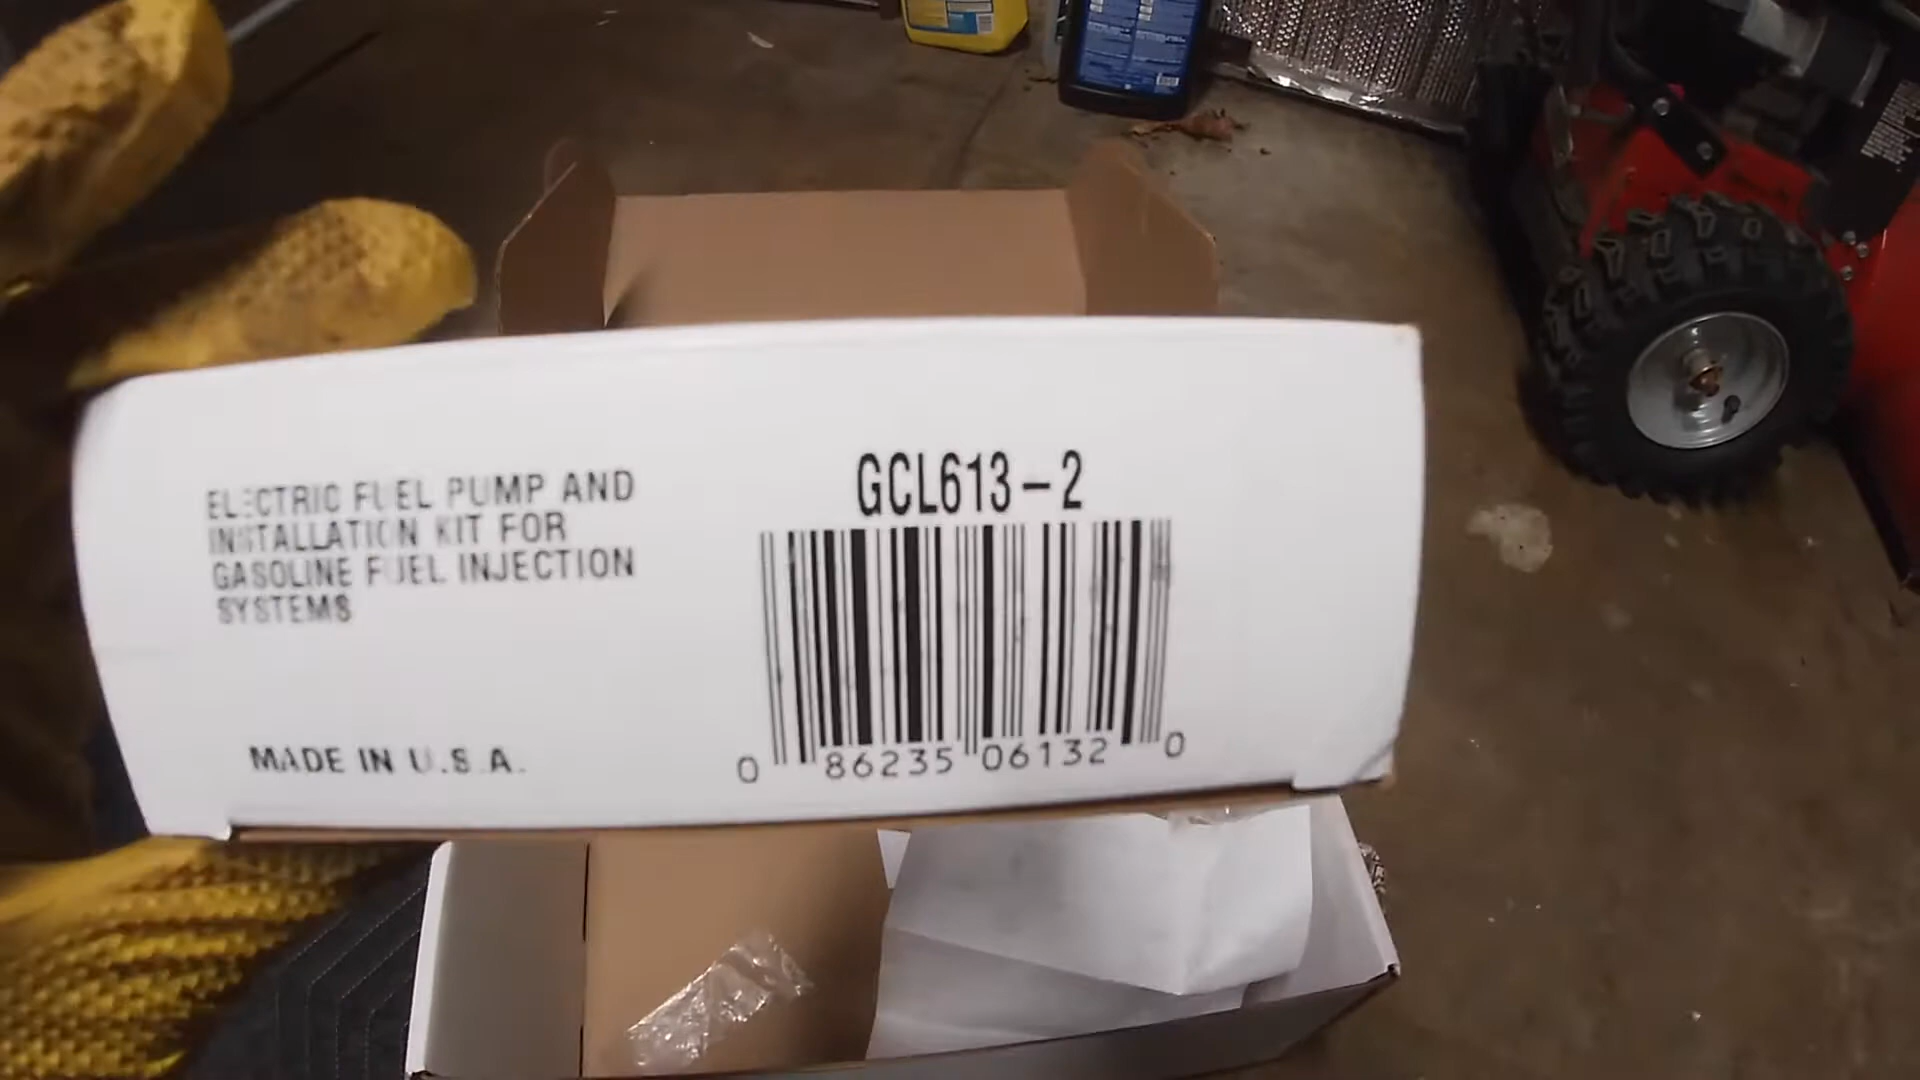 ELECTRIC FUEL PUMP AND
INSTALLATION KIT FOR
GASOLINE FUEL INJECTION
SYSTEMS
MADE IN U.S.A.
GCL613-2
0 86235 06132 0